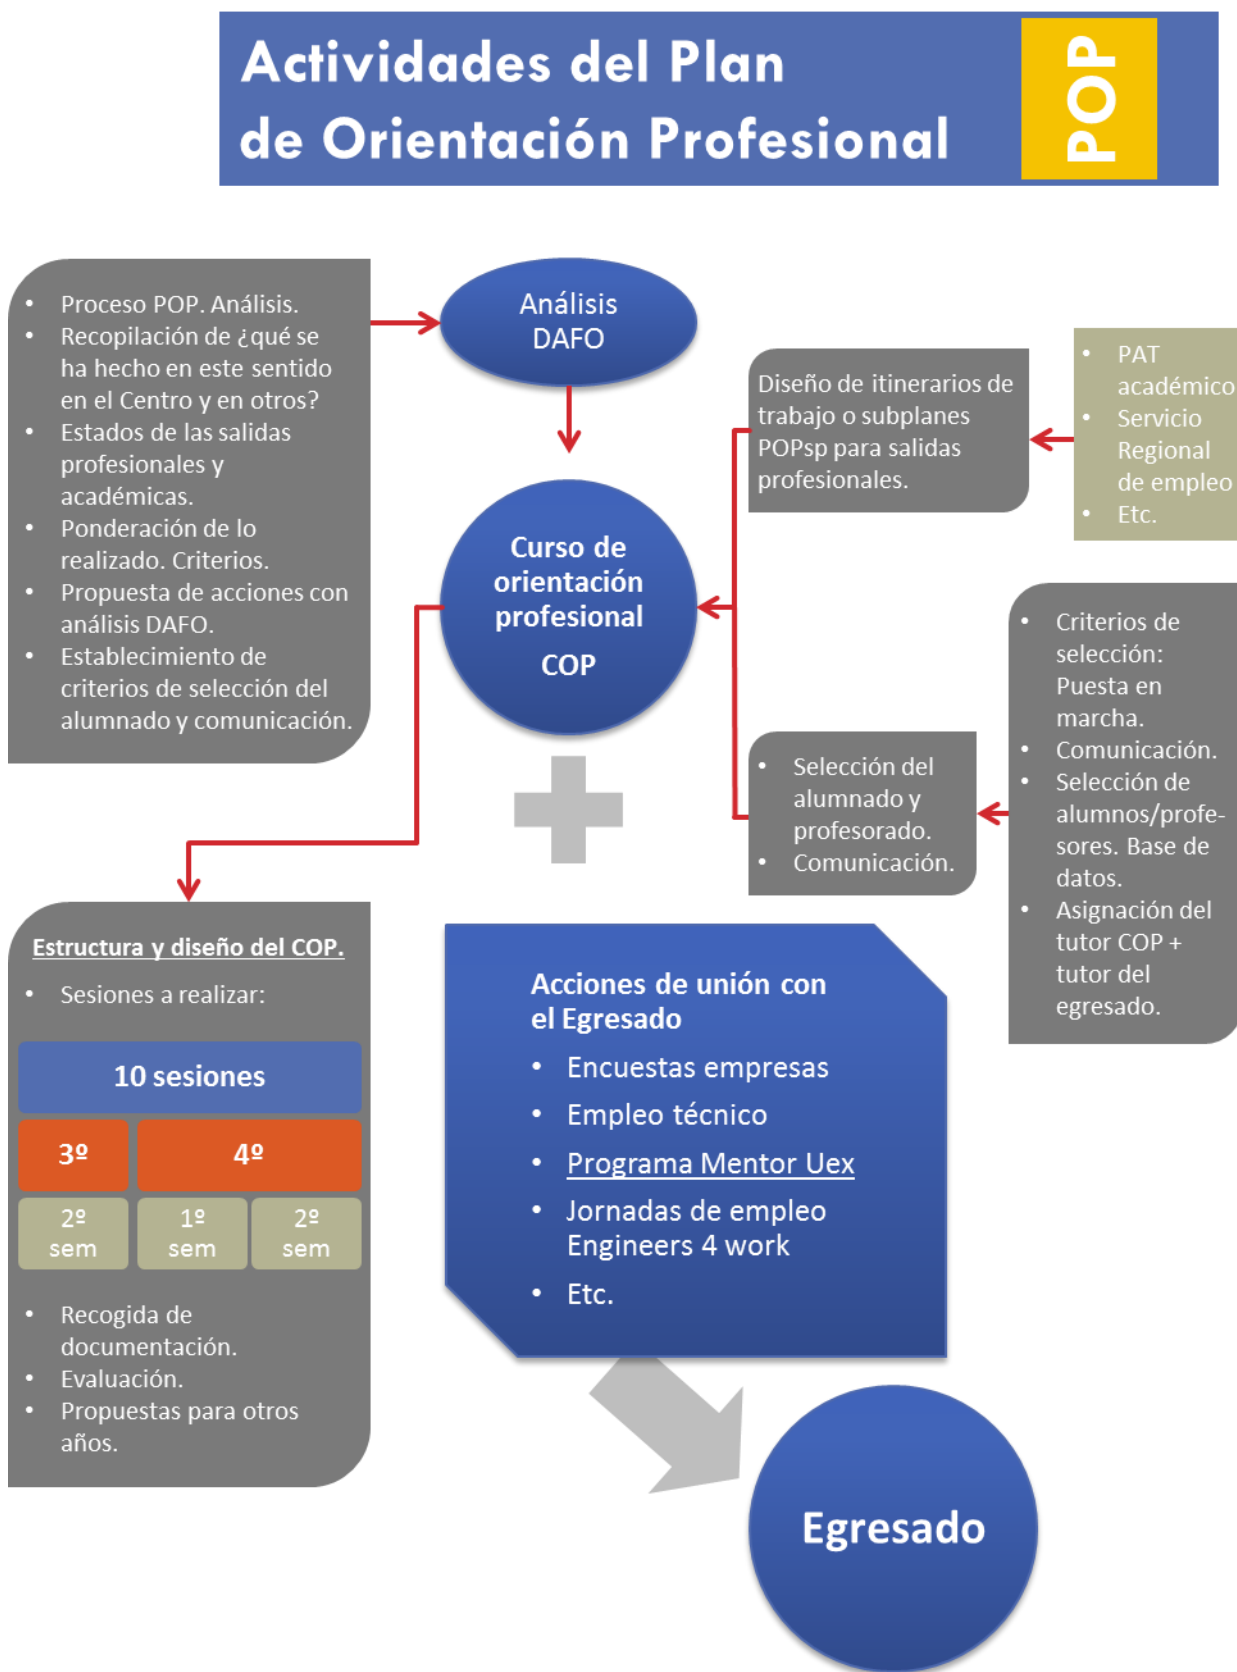 Actividades del Plan
de Orientación Profesional
POP
• Proceso POP. Análisis.
• Recopilación de ¿qué se
ha hecho en este sentido
en el Centro y en otros?
• Estados de las salidas
profesionales y
académicas.
• Ponderación de lo
realizado. Criterios.
• Propuesta de acciones con
análisis DAFO.
• Establecimiento de
criterios de selección del
alumnado y comunicación.
Análisis
DAFO
Diseño de itinerarios de
trabajo o subplanes
POPsp para salidas
profesionales.
• PAT
académico
• Servicio
Regional
de empleo
• Etc.
Curso de
orientación
profesional
COP
• Criterios de
selección:
Puesta en
marcha.
• Comunicación.
• Selección de
alumnos/profe-
sores. Base de
datos.
• Asignación del
tutor COP +
tutor del
egresado.
• Selección del
alumnado y
profesorado.
• Comunicación.
Estructura y diseño del COP.
• Sesiones a realizar:
10 sesiones
3º 4º
2º
sem
1º
sem
2º
sem
• Recogida de
documentación.
• Evaluación.
• Propuestas para otros
años.
Acciones de unión con
el Egresado
• Encuestas empresas
• Empleo técnico
• Programa Mentor Uex
• Jornadas de empleo
Engineers 4 work
• Etc.
Egresado